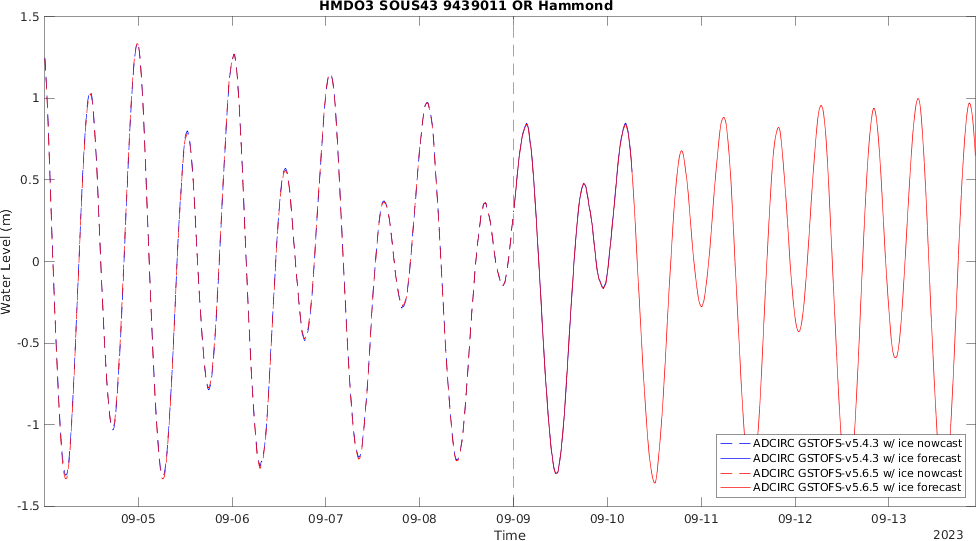 HMDO3 SOUS43 9439011 OR Hammond
1.5
1
0.5
0
-0.5
-1
-1.5
Water Level (m)
09-05 09-06 09-07 09-08 09-09 09-10 09-11 09-12 09-13
Time
2023
ADCIRC GSTOFS-v5.4.3 w/ ice nowcast
ADCIRC GSTOFS-v5.4.3 w/ ice forecast
ADCIRC GSTOFS-v5.6.5 w/ ice nowcast
ADCIRC GSTOFS-v5.6.5 w/ ice forecast